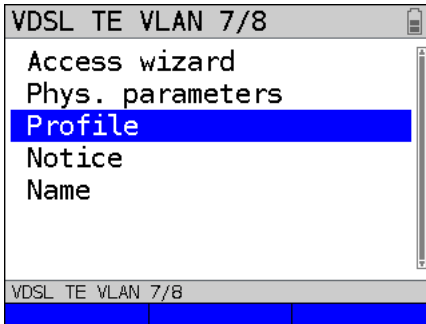 VDSL TE VLAN 7/8
Access wizard
Phys. parameters
Profile
Notice
Name
VDSL TE VLAN 7/8